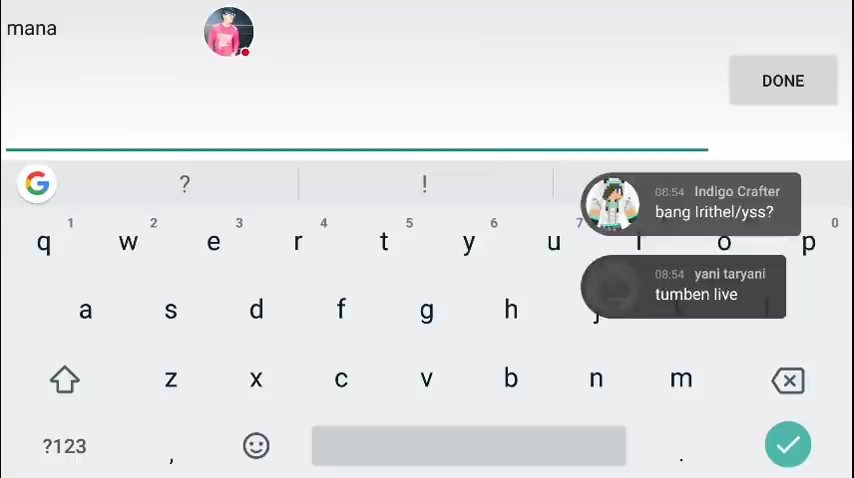 mana
DONE
?
!
08:54 Indigo Crafter
bang Irithel/yss?
08:54 yani taryani
tumben live
1 2 3 4 5 6 7 0
q w e r t y u i o p
a s d f g h j
z x c v b n m
?123 , .